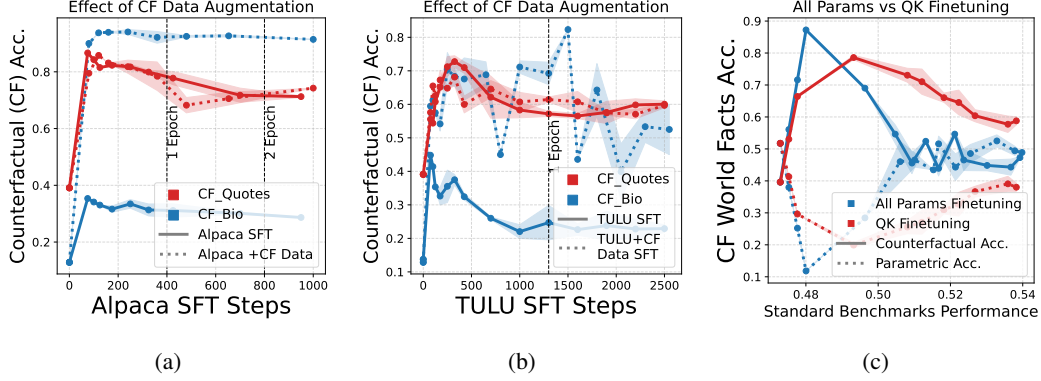 Effect of CF Data Augmentation
Counterfactual (CF) Acc.
0.8
0.6
0.4
0.2
1 Epoch
2 Epoch
CF_Quotes
CF_Bio
Alpaca SFT
Alpaca +CF Data
0 200 400 600 800 1000
Alpaca SFT Steps
(a)
Effect of CF Data Augmentation
Counterfactual (CF) Acc.
0.8
0.7
0.6
0.5
0.4
0.3
0.2
0.1
1 Epoch
CF_Quotes
CF_Bio
TULU SFT
TULU+CF
Data SFT
0 500 1000 1500 2000 2500
TULU SFT Steps
(b)
All Params vs QK Finetuning
CF World Facts Acc.
0.9
0.8
0.7
0.6
0.5
0.4
0.3
0.2
0.1
All Params Finetuning
QK Finetuning
Counterfactual Acc.
Parametric Acc.
0.48 0.50 0.52 0.54
Standard Benchmarks Performance
(c)